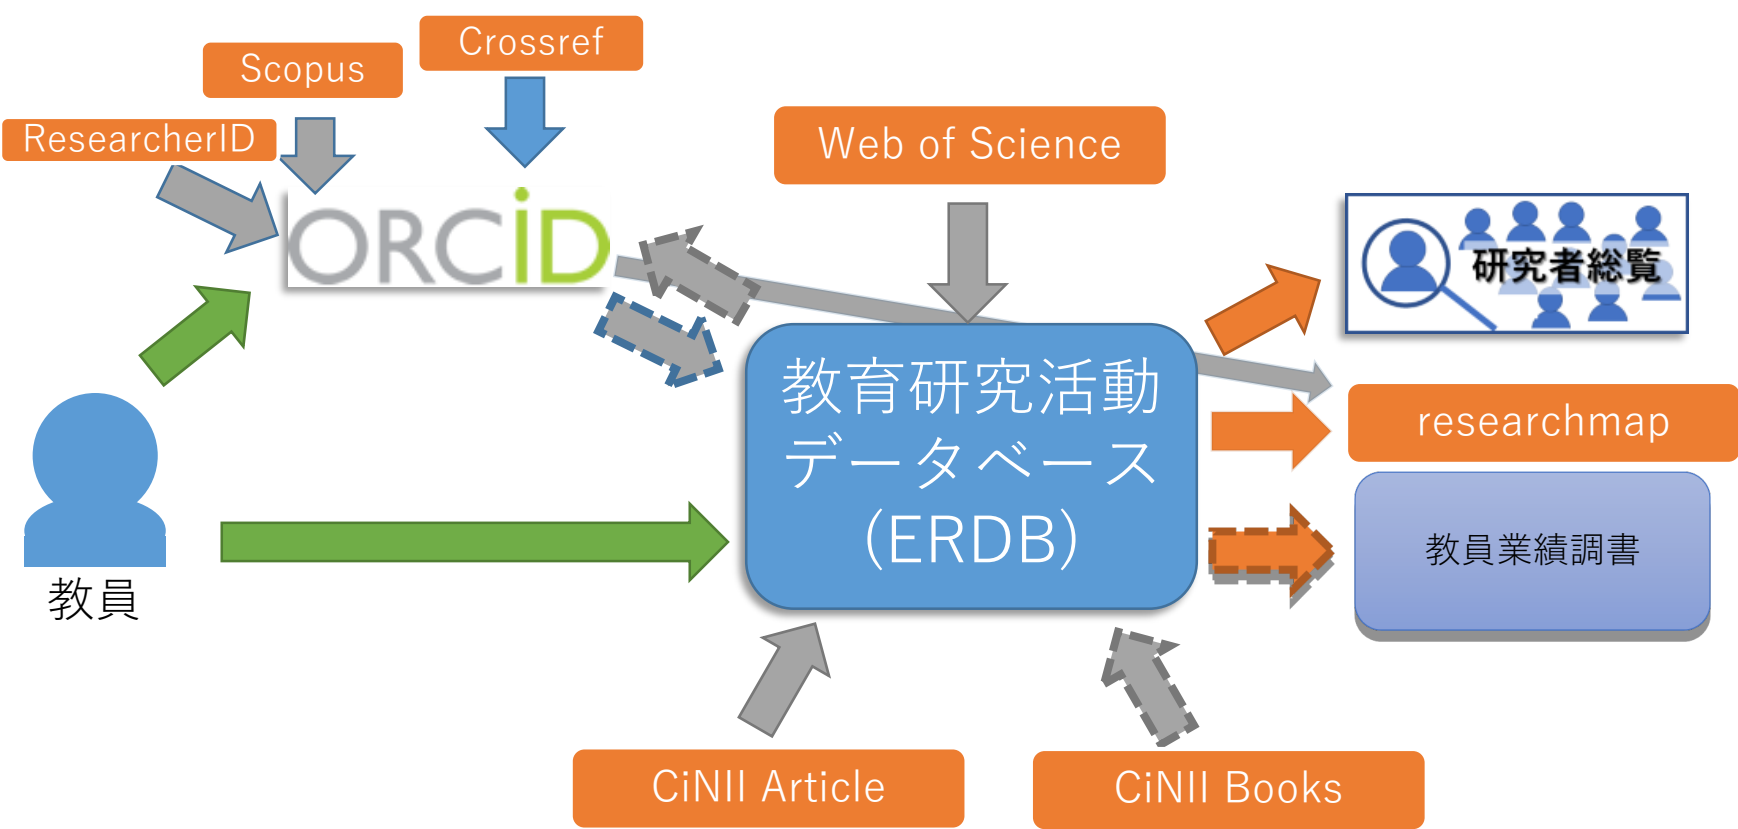 Crossref
Scopus
ResearcherID
Web of Science
ORCiD
研究者総覧
教育研究活動
データベース
(ERDB)
researchmap
教員業績調書
教員
CiNII Article
CiNII Books